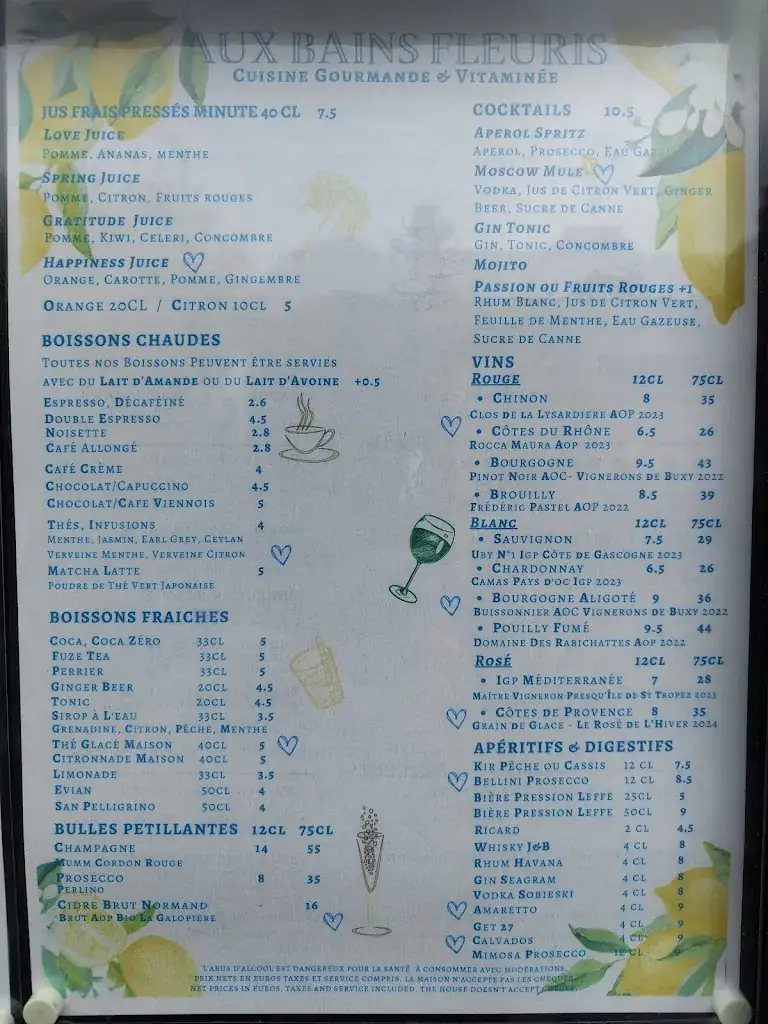 AUX BAINS FLEURIS
CUISINE GOURMANDE & VITAMINÉE
JUS FRAIS PRESSÉS MINUTE 40 CL 7.5
LOVE JUICE
POMME, ANANAS, MENTHE
SPRING JUICE
POMME, CITRON, FRUITS ROUGES
GRATITUDE JUICE
POMME, KIWI, CELERI, CONCOMBRE
HAPPINESS JUICE
ORANGE, CAROTTE, POMME, GINGEMBRE
ORANGE 20CL / CITRON 10CL 5
BOISSONS CHAUDES
TOUTES NOS BOISSONS PEUVENT ÊTRE SERVIES
AVEC DU LAIT D'AMANDE OU DU LAIT D'AVOINE +0.5
ESPRESSO, DÉCAFÉINÉ 2.6
DOUBLE ESPRESSO 4.5
NOISETTE 2.8
CAFÉ ALLONGÉ 2.8
CAFÉ CRÈME 4
CHOCOLAT/CAPUCCINO 4.5
CHOCOLAT/CAFE VIENNOIS 5
THÉS, INFUSIONS 4
MENTHE, JASMIN, EARL GREY, CEYLAN
VERVEINE MENTHE, VERVEINE CITRON
MATCHA LATTE 5
POUDRE DE THÉ VERT JAPONAISE
BOISSONS FRAICHES
COCA, COCA ZÉRO 33CL 5
FUZE TEA 33CL 5
PERRIER 33CL 5
GINGER BEER 20CL 4.5
TONIC 20CL 4.5
SIROP À L'EAU 33CL 3.5
GRENADINE, CITRON, PÊCHE, MENTHE
THÉ GLACÉ MAISON 40CL 5
CITRONNADE MAISON 40CL 5
LIMONADE 33CL 3.5
EVIAN 50CL 4
SAN PELLIGRINO 50CL 4
BULLES PETILLANTES 12CL 75CL
CHAMPAGNE 14 55
MUMM CORDON ROUGE
PROSECCO 8 35
PERLINO
CIDRE BRUT NORMAND - 16
BRUT AOP BIO LA GALOPIERE
COCKTAILS 10.5
APEROL SPRITZ
APEROL, PROSECCO, EAU
MOSCOW MULE
VODKA, JUS DE CITRON VERT, GINGER
BEER, SUCRE DE CANNE
GIN TONIC
GIN, TONIC, CONCOMBRE
MOJITO
PASSION OU FRUITS ROUGES +1
RHUM BLANC, JUS DE CITRON VERT,
FEUILLE DE MENTHE, EAU GAZEUSE,
SUCRE DE CANNE
VINS
ROUGE 12CL 75CL
• CHINON 8 35
CLOS DE LA LYSARDIERE AOP 2023
• CÔTES DU RHÔNE 6.5 26
ROCCA MAURA AOP 2023
• BOURGOGNE 9.5 43
PINOT NOIR AOC- VIGNERONS DE BUXY 2022
• BROUILLY 8.5 39
FRÉDÉRIC PASTEL AOP 2022
BLANC 12CL 75CL
• SAUVIGNON 7.5 29
UBY N°1 IGP CÔTE DE GASCOGNE 2023
• CHARDONNAY 6.5 26
CAMAS PAYS D'OC IGP 2023
• BOURGOGNE ALIGOTÉ 9 36
BUISSONNIER AOC VIGNERONS DE BUXY 2022
• POUILLY FUMÉ 9.5 44
DOMAINE DES RABICHATTES AOP 2022
ROSÉ 12CL 75CL
• IGP MÉDITERRANÉE 7 28
MAÎTRE VIGNERON PRESQU'ÎLE DE ST TROPEZ 2023
• CÔTES DE PROVENCE 8 35
GRAIN DE GLACE - LE ROSÉ DE L'HIVER 2024
APÉRITIFS & DIGESTIFS
KIR PÊCHE OU CASSIS 12 CL 7.5
BELLINI PROSECCO 12 CL 8.5
BIÈRE PRESSION LEFFE 25CL 5
BIÈRE PRESSION LEFFE 50CL 9
RICARD 2 CL 4.5
WHISKY J&B 4 CL 8
RHUM HAVANA 4 CL 8
GIN SEAGRAM 4 CL 8
VODKA SOBIESKI 4 CL 8
AMARETTO 4 CL 9
GET 27 4 CL 9
CALVADOS 4 CL 9
MIMOSA PROSECCO 12 CL 9
L'ABUS D'ALCOOL EST DANGEREUX POUR LA SANTÉ À CONSOMMER AVEC MODÉRATIONS.
PRIX NETS EN EUROS TAXES ET SERVICE COMPRIS. LA MAISON N'ACCEPTE PAS LES CHEQUES
NET PRICES IN EUROS, TAXES AND SERVICE INCLUDED. THE HOUSE DOESN'T ACCEPT